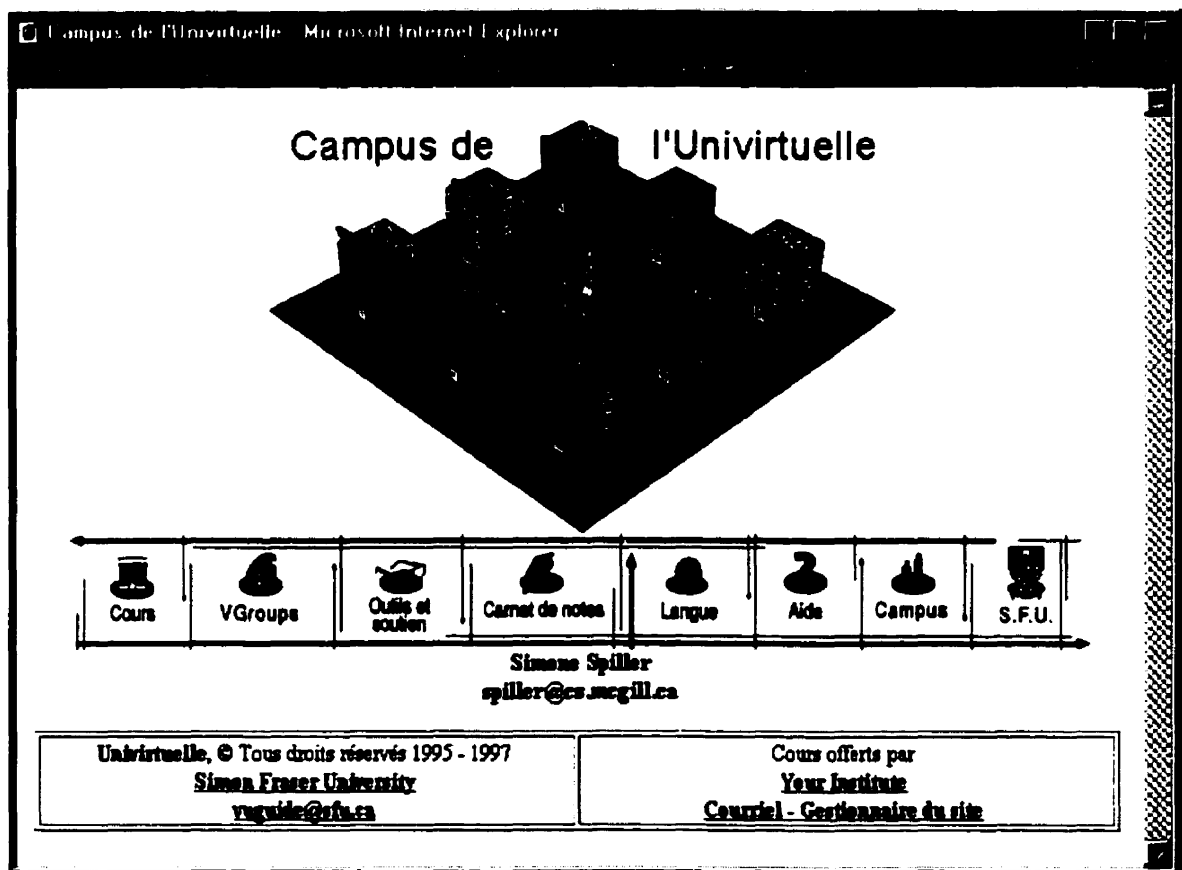 Campus de l'Univirtuelle - Microsoft Internet Explorer
Campus de l'Univirtuelle
Cours
VGroups
Outils et
soutien
Carnet de notes
Langue
Aide
Campus
S.F.U.
Simone Spiller
spiller@cs.mcgill.ca
Univirtuelle, © Tous droits réservés 1995 - 1997
Simon Fraser University
vuguide@sfu.ca
Cours offerts par
Your Institute
Courriel - Gestionnaire du site